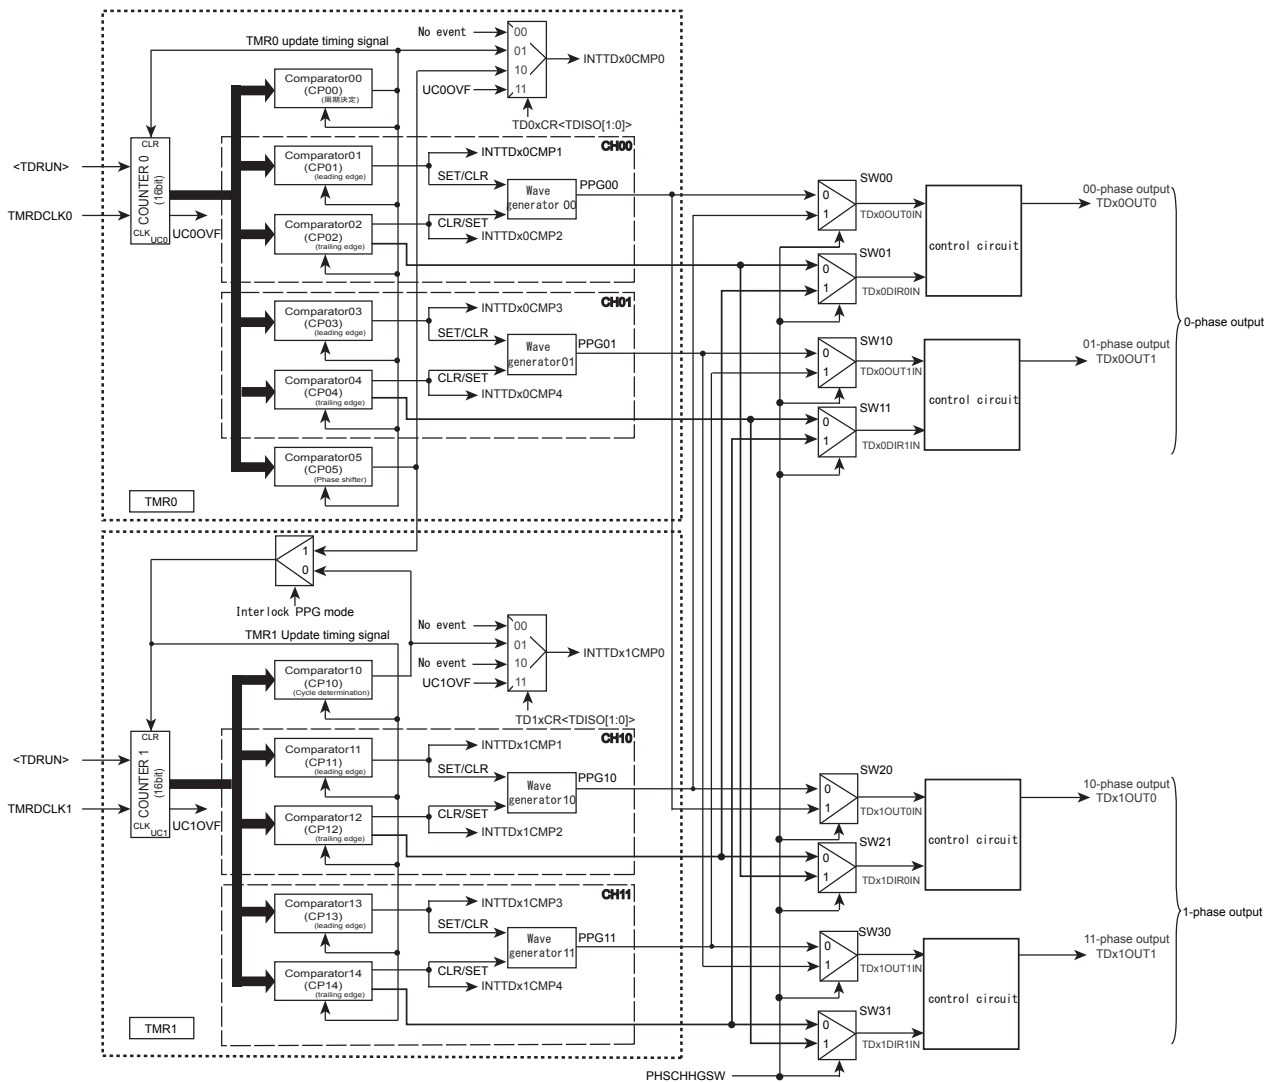 No event
00
TMR0 update timing signal
01
INTTDx0CMP0
10
UC0OVF
11
TD0xCR<TDISO[1:0]>
Comparator00
(CP00)
(周期決定)
CLR
<TDRUN>
COUNTER 0
(16bit)
TMRDCLK0
CLK
UC0
UC0OVF
CH00
Comparator01
(CP01)
(leading edge)
INTTDx0CMP1
SET/CLR
Wave
generator 00
PPG00
Comparator02
(CP02)
(trailing edge)
CLR/SET
INTTDx0CMP2
CH01
Comparator03
(CP03)
(leading edge)
INTTDx0CMP3
SET/CLR
Wave
generator01
PPG01
Comparator04
(CP04)
(trailing edge)
CLR/SET
INTTDx0CMP4
Comparator05
(CP05)
(Phase shifter)
TMR0
SW00
0
1
TDx0OUT0IN
control circuit
00-phase output
TDx0OUT0
SW01
0
1
TDx0DIR0IN
0-phase output
SW10
0
1
TDx0OUT1IN
control circuit
01-phase output
TDx0OUT1
SW11
0
1
TDx0DIR1IN
1
0
Interlock PPG mode
No event
00
TMR1 Update timing signal
01
INTTDx1CMP0
No event
10
UC1OVF
11
TD1xCR<TDISO[1:0]>
Comparator10
(CP10)
(Cycle determination)
CLR
<TDRUN>
COUNTER 1
(16bit)
TMRDCLK1
CLK
UC1
UC1OVF
CH10
Comparator11
(CP11)
(leading edge)
INTTDx1CMP1
SET/CLR
Wave
generator10
PPG10
Comparator12
(CP12)
(trailing edge)
CLR/SET
INTTDx1CMP2
CH11
Comparator13
(CP13)
(leading edge)
INTTDx1CMP3
SET/CLR
Wave
generator11
PPG11
Comparator14
(CP14)
(trailing edge)
CLR/SET
INTTDx1CMP4
TMR1
SW20
0
1
TDx1OUT0IN
control circuit
10-phase output
TDx1OUT0
SW21
0
1
TDx1DIR0IN
1-phase output
SW30
0
1
TDx1OUT1IN
control circuit
11-phase output
TDx1OUT1
SW31
0
1
TDx1DIR1IN
PHSCHHGSW